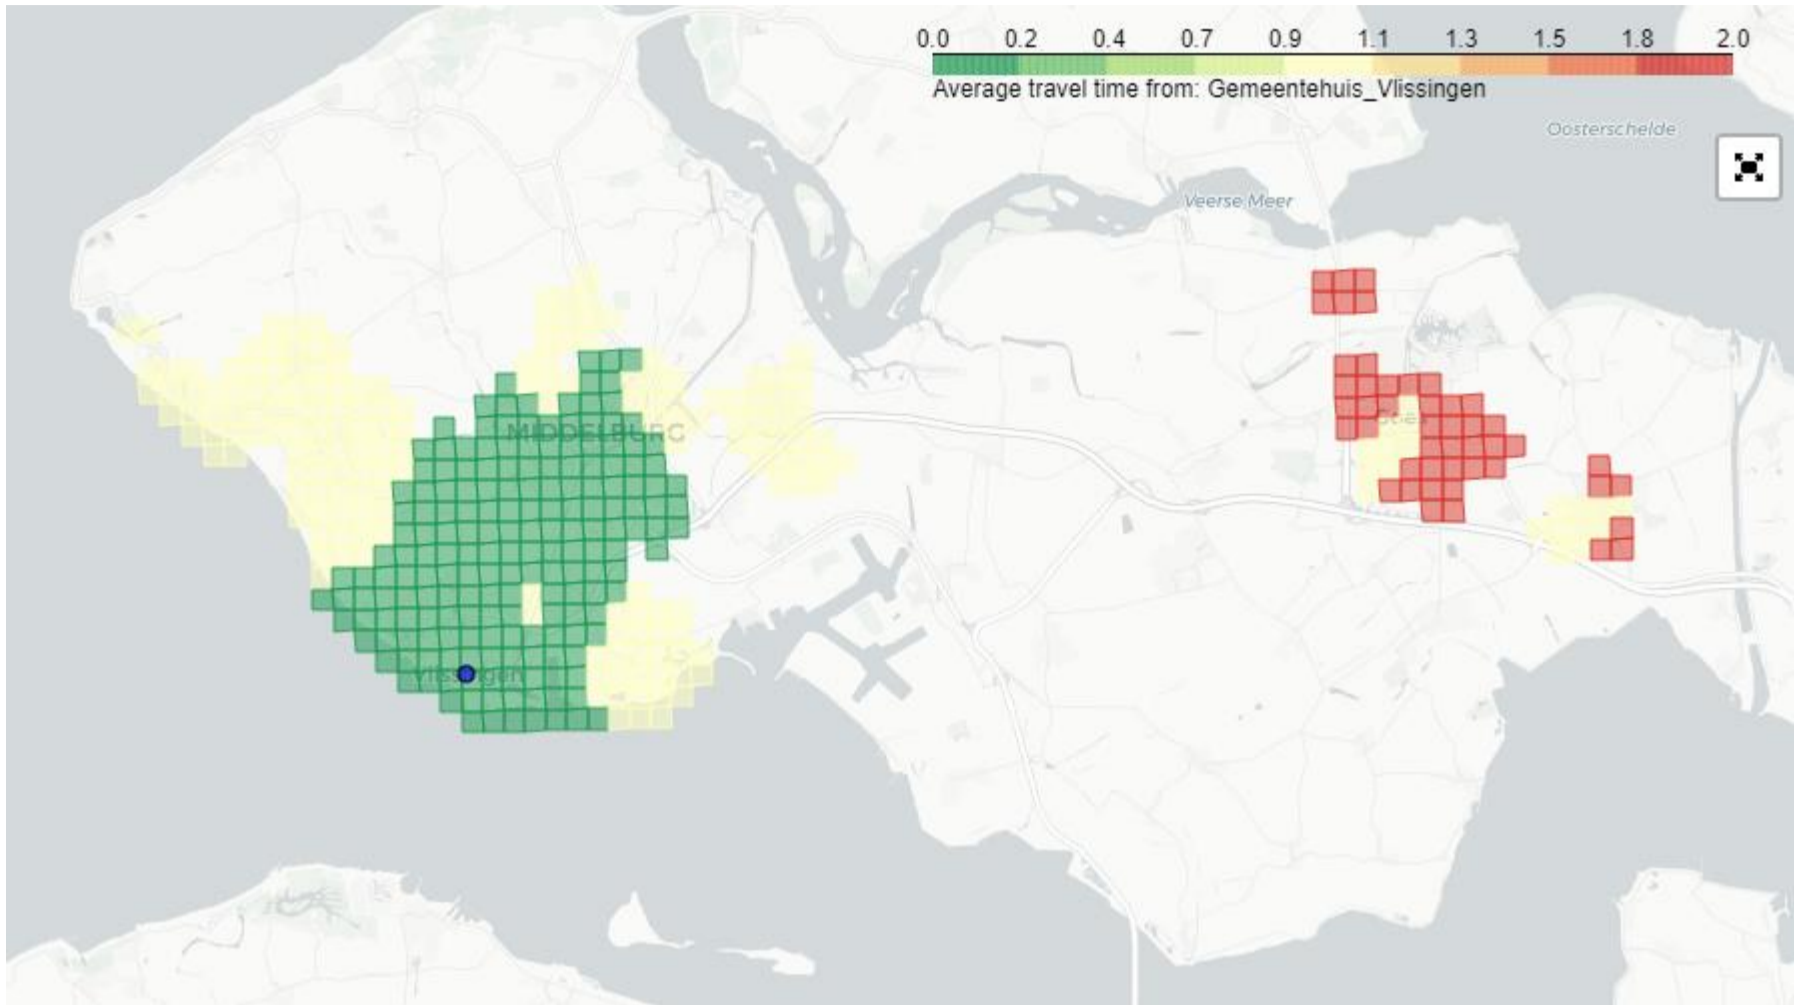 0.0 0.2 0.4 0.7 0.9 1.1 1.3 1.5 1.8 2.0
Average travel time from: Gemeentehuis_Vlissingen
Oosterschelde
Veerse Meer
MIDDELBURG
Goes
Vlissingen